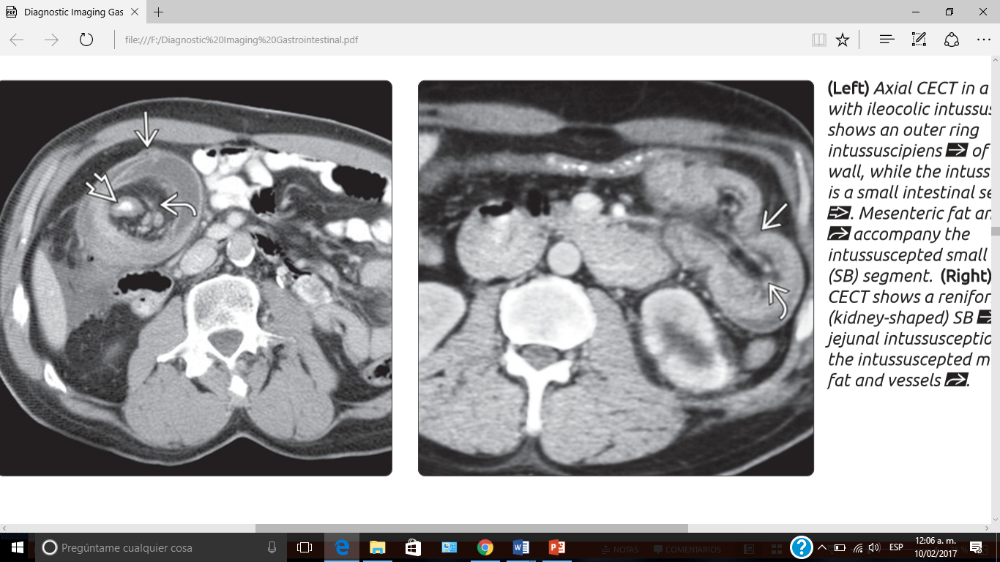 Diagnostic Imaging Gas
file:///F:/Diagnostic%20Imaging%20Gastrointestinal.pdf
(Left) Axial CECT in a
with ileocolic intussus
shows an outer ring
intussuscipiens of
wall, while the intuss
is a small intestinal se
. Mesenteric fat an
accompany the
intussuscepted small
(SB) segment. (Right)
CECT shows a renifor
(kidney-shaped) SB
jejunal intussusceptio
the intussuscepted m
fat and vessels .
Pregúntame cualquier cosa
NOTAS
COMENTARIOS
ESP
12:06 a. m.
10/02/2017